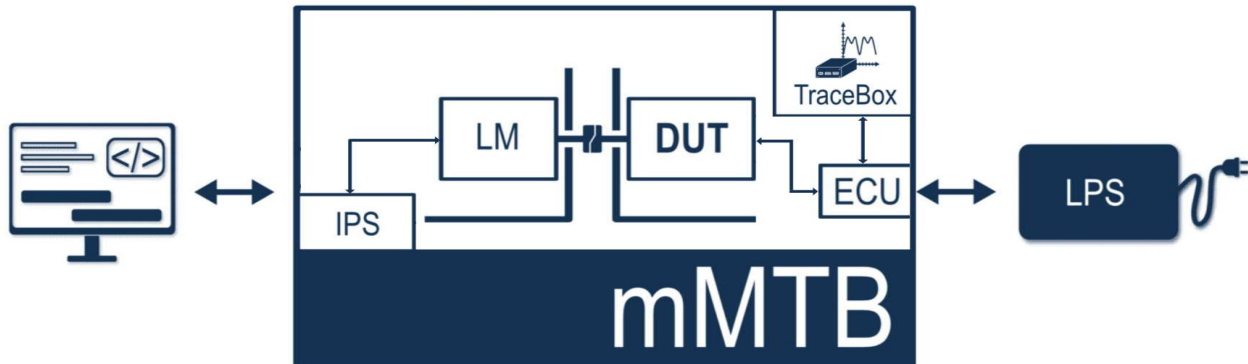 </>
LM
DUT
TraceBox
IPS
ECU
LPS
mMTB